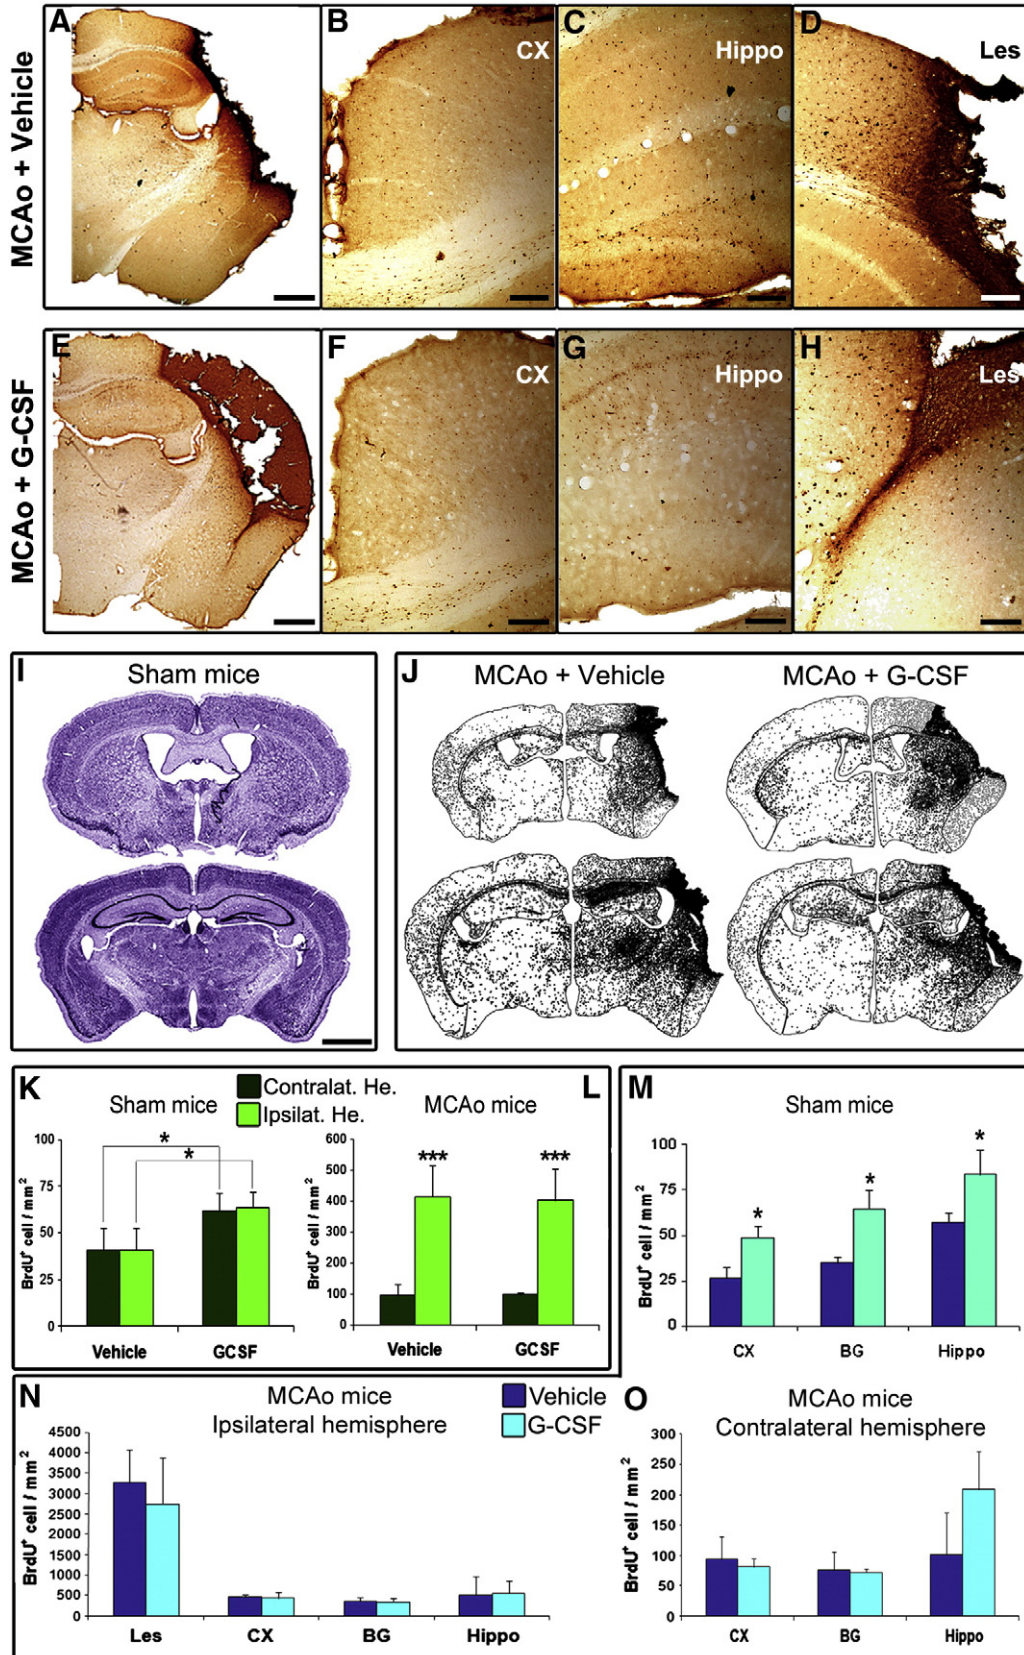 MCAo + Vehicle
A
B
CX
C
Hippo
D
Les
MCAo + G-CSF
E
F
CX
G
Hippo
H
Les
I
Sham mice
J
MCAo + Vehicle
MCAo + G-CSF
K
Sham mice
Contralat. He.
Ipsilat. He.
L
MCAo mice
BrdU+ cell / mm2
100
75
50
25
0
*
*
Vehicle
GCSF
BrdU+ cell / mm2
600
500
400
300
200
100
0
***
***
Vehicle
GCSF
M
Sham mice
BrdU+ cell / mm2
100
75
50
25
0
*
*
*
CX
BG
Hippo
N
MCAo mice
Ipsilateral hemisphere
Vehicle
G-CSF
BrdU+ cell / mm2
4500
4000
3500
3000
2500
2000
1500
1000
500
0
Les
CX
BG
Hippo
O
MCAo mice
Contralateral hemisphere
BrdU+ cell / mm2
300
250
200
150
100
50
0
CX
BG
Hippo